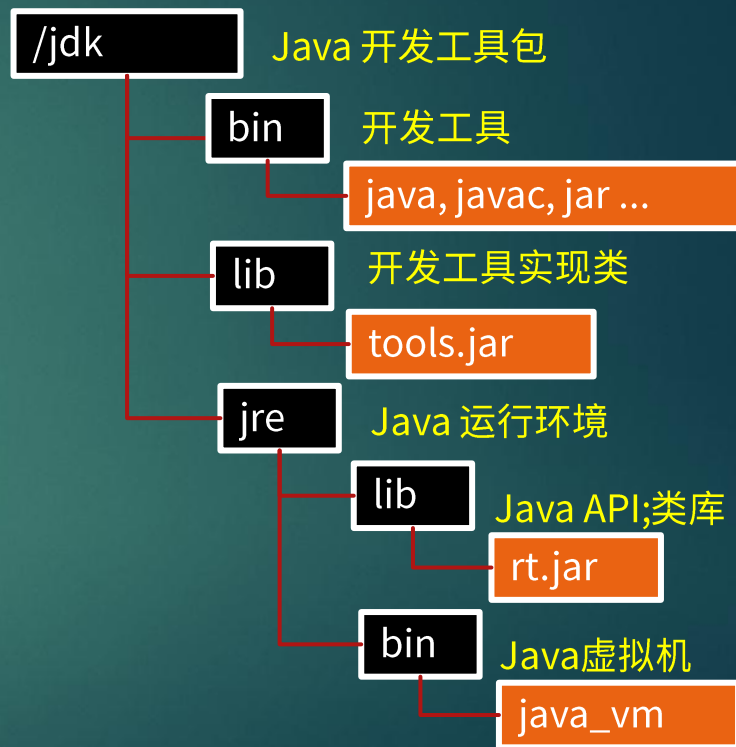 /jdk Java 开发工具包
bin 开发工具
java, javac, jar ...
lib 开发工具实现类
tools.jar
jre Java 运行环境
lib Java API;类库
rt.jar
bin Java虚拟机
java_vm